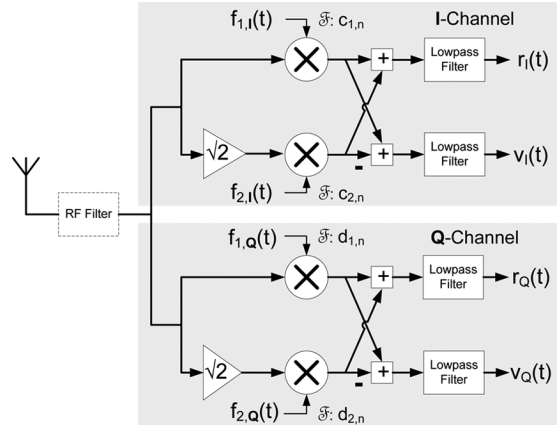 I-Channel
f1,I(t) ℱ: c1,n
+
Lowpass
Filter
rI(t)
√2
+
-
Lowpass
Filter
vI(t)
f2,I(t) ℱ: c2,n
RF Filter
Q-Channel
f1,Q(t) ℱ: d1,n
+
Lowpass
Filter
rQ(t)
√2
+
-
Lowpass
Filter
vQ(t)
f2,Q(t) ℱ: d2,n